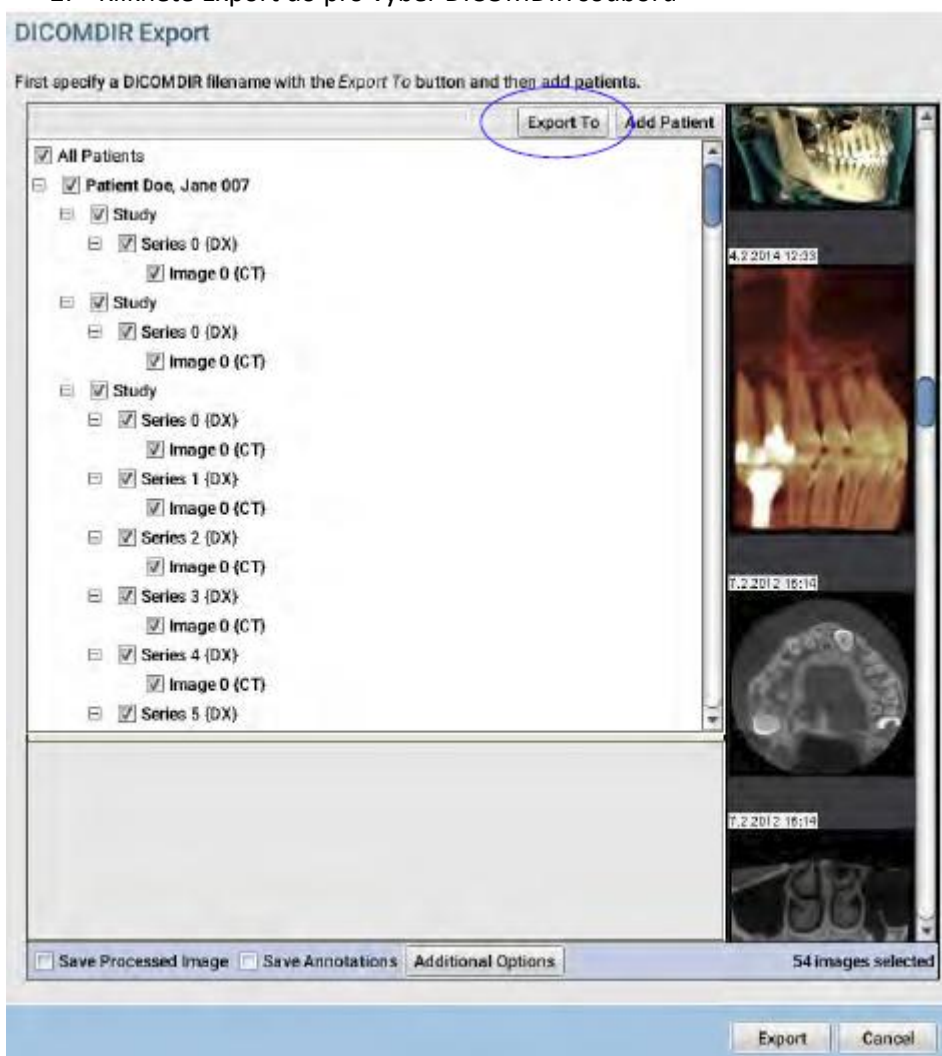 DICOMDIR Export
First specify a DICOMDIR filename with the Export To button and then add patients.
Export To Add Patient
All Patients
Patient Doe, Jane 007
Study
Series 0 (DX)
Image 0 (CT)
Study
Series 0 (DX)
Image 0 (CT)
Study
Series 0 (DX)
Image 0 (CT)
Series 1 (DX)
Image 0 (CT)
Series 2 (DX)
Image 0 (CT)
Series 3 (DX)
Image 0 (CT)
Series 4 (DX)
Image 0 (CT)
Series 5 (DX)
4.2.2014 12:33
7.2.2012 16:14
7.2.2012 16:14
Save Processed Image Save Annotations Additional Options 54 images selected
Export Cancel